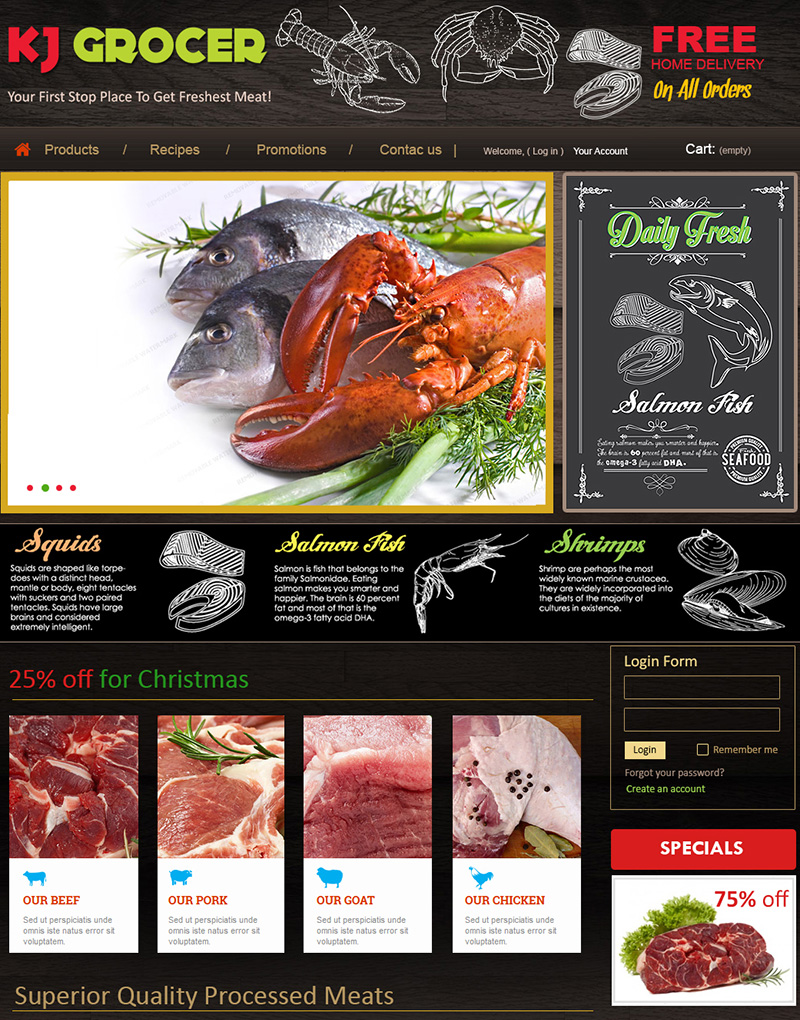 KJ GROCER
Your First Stop Place To Get Freshest Meat!
FREE
HOME DELIVERY
On All Orders
Products / Recipes / Promotions / Contac us |
Welcome, ( Log in ) Your Account
Cart: (empty)
Daily Fresh
Salmon Fish
Eating salmon makes you smarter and happier.
The brain is 60 percent fat and most of that is
the omega-3 fatty acid DHA.
PREMIUM QUALITY
Fresh
SEAFOOD
PREMIUM QUALITY
Squids
Squids are shaped like torpe-
does with a distinct head,
mantle or body, eight tentacles
with suckers and two paired
tentacles. Squids have large
brains and considered
extremely intelligent.
Salmon Fish
Salmon is fish that belongs to the
family Salmonidae. Eating
salmon makes you smarter and
happier. The brain is 60 percent
fat and most of that is the
omega-3 fatty acid DHA.
Shrimps
Shrimp are perhaps the most
widely known marine crustacea.
They are widely incorporated into
the diets of the majority of
cultures in existence.
25% off for Christmas
OUR BEEF
Sed ut perspiciatis unde
omnis iste natus error sit
voluptatem.
OUR PORK
Sed ut perspiciatis unde
omnis iste natus error sit
voluptatem.
OUR GOAT
Sed ut perspiciatis unde
omnis iste natus error sit
voluptatem.
OUR CHICKEN
Sed ut perspiciatis unde
omnis iste natus error sit
voluptatem.
Login Form
Login
Remember me
Forgot your password?
Create an account
SPECIALS
75% off
Superior Quality Processed Meats